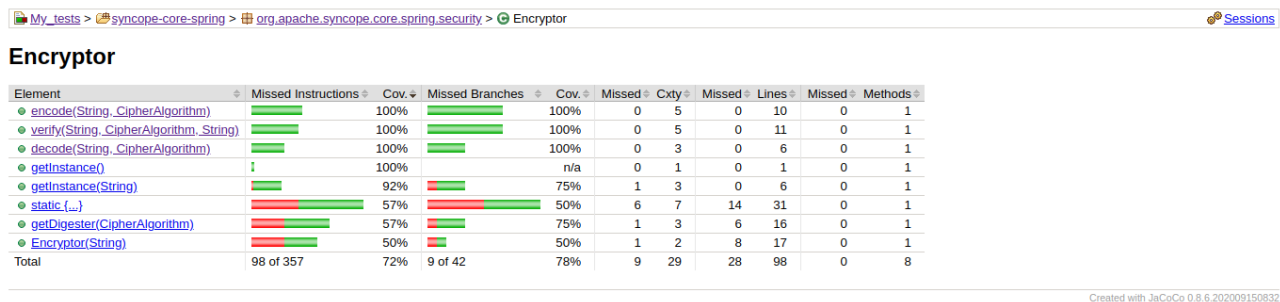 My_tests > syncope-core-spring > org.apache.syncope.core.spring.security > Encryptor Sessions
Encryptor
Element Missed Instructions Cov. Missed Branches Cov. Missed Cxty Missed Lines Missed Methods
encode(String, CipherAlgorithm) 100% 100% 0 5 0 10 0 1
verify(String, CipherAlgorithm, String) 100% 100% 0 5 0 11 0 1
decode(String, CipherAlgorithm) 100% 100% 0 3 0 6 0 1
getInstance() 100% n/a 0 1 0 1 0 1
getInstance(String) 92% 75% 1 3 0 6 0 1
static {...} 57% 50% 6 7 14 31 0 1
getDigester(CipherAlgorithm) 57% 75% 1 3 6 16 0 1
Encryptor(String) 50% 50% 1 2 8 17 0 1
Total 98 of 357 72% 9 of 42 78% 9 29 28 98 0 8
Created with JaCoCo 0.8.6.202009150832